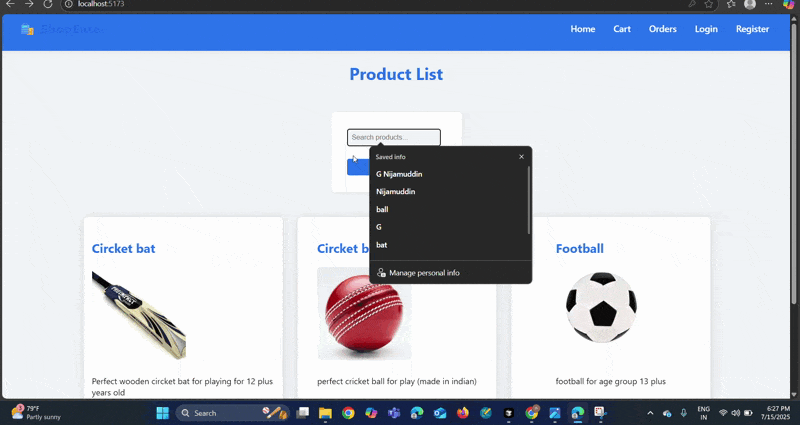 localhost:5173
Home Cart Orders Login Register
Product List
Search products...
Saved info
G Nijamuddin
Nijamuddin
ball
G
bat
Manage personal info
Circket bat
Circket b
Football
Perfect wooden circket bat for playing for 12 plus
years old
perfect cricket ball for play (made in indian)
football for age group 13 plus
79°F
Partly sunny
Search
ENG
IN
6:27 PM
7/15/2025